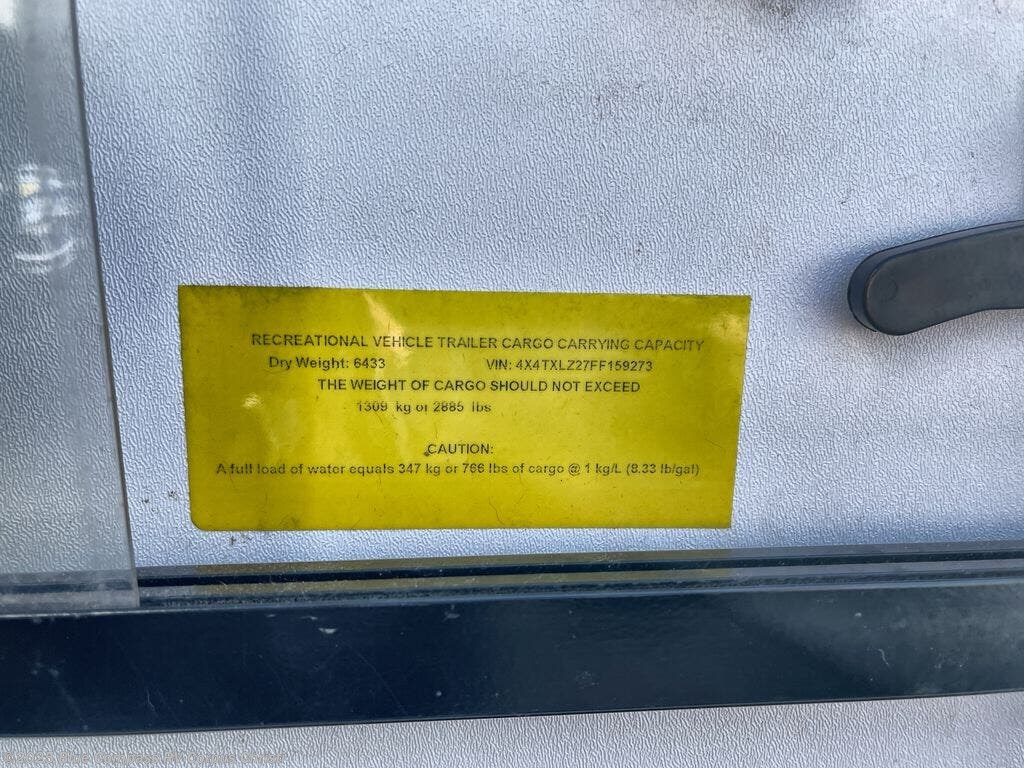 RECREATIONAL VEHICLE TRAILER CARGO CARRYING CAPACITY
Dry Weight: 6433 VIN: 4X4TXLZ27FF159273
THE WEIGHT OF CARGO SHOULD NOT EXCEED
1309 kg or 2885 lbs
CAUTION:
A full load of water equals 347 kg or 766 lbs of cargo @ 1 kg/L (8.33 lb/gal)